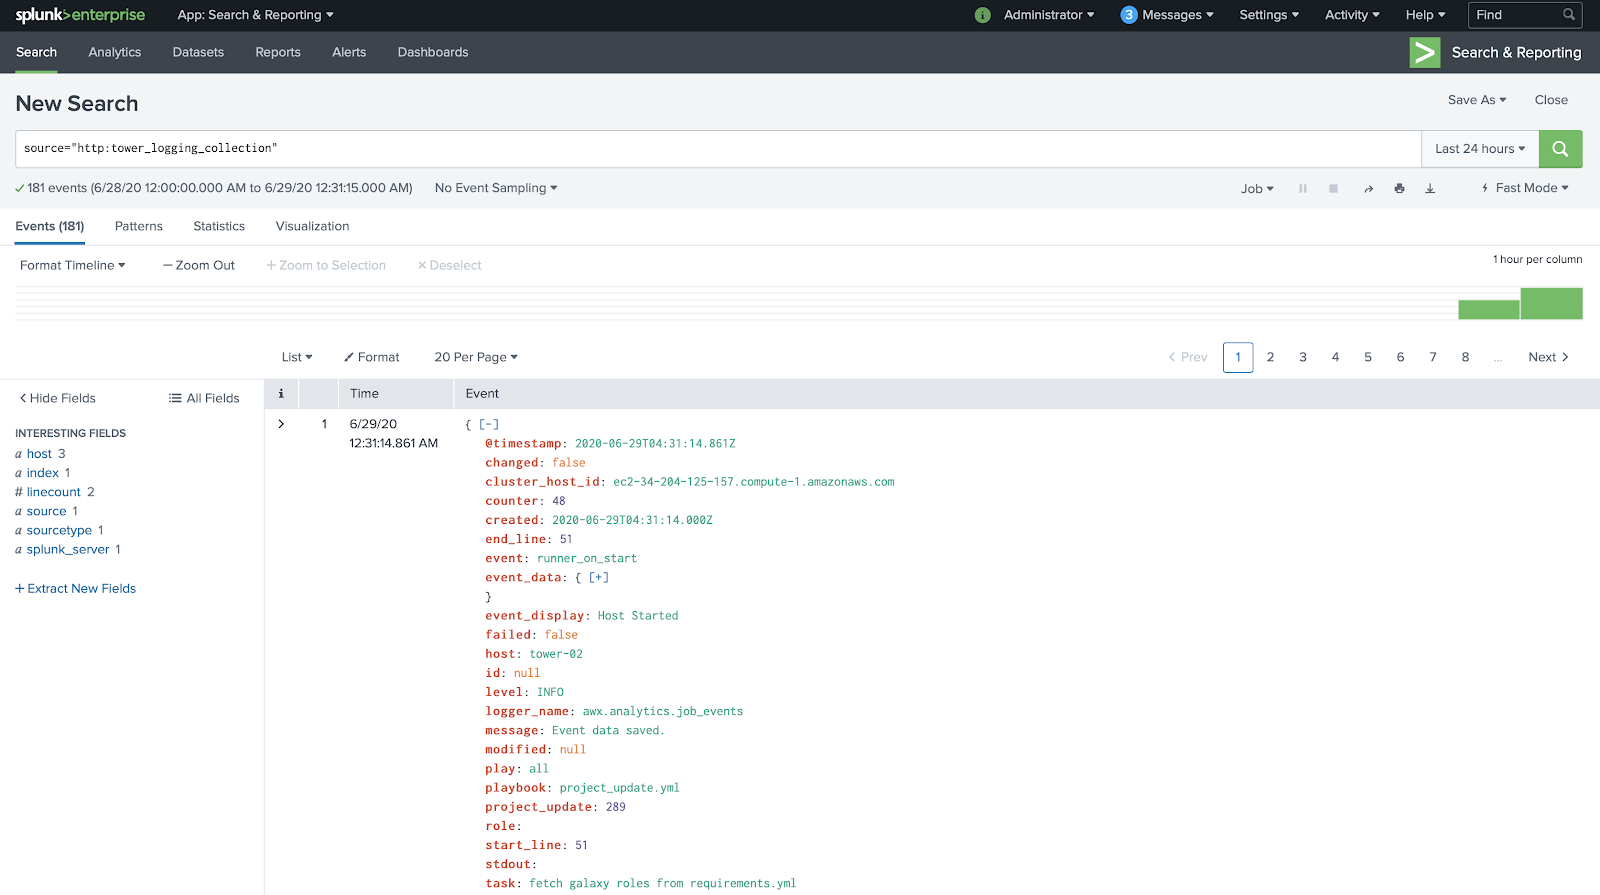 splunk>enterprise App: Search & Reporting ▾ i Administrator ▾ 3 Messages ▾ Settings ▾ Activity ▾ Help ▾ Find
Search Analytics Datasets Reports Alerts Dashboards > Search & Reporting
New Search Save As ▾ Close
source="http:tower_logging_collection" Last 24 hours ▾
✓ 181 events (6/28/20 12:00:00.000 AM to 6/29/20 12:31:15.000 AM) No Event Sampling ▾ Job ▾ Fast Mode ▾
Events (181) Patterns Statistics Visualization
Format Timeline ▾ — Zoom Out + Zoom to Selection × Deselect 1 hour per column
List ▾ Format 20 Per Page ▾ < Prev 1 2 3 4 5 6 7 8 ... Next >
< Hide Fields All Fields i Time Event
INTERESTING FIELDS
a host 3
a index 1
# linecount 2
a source 1
a sourcetype 1
a splunk_server 1
+ Extract New Fields
> 1 6/29/20 { [-]
12:31:14.861 AM @timestamp: 2020-06-29T04:31:14.861Z
changed: false
cluster_host_id: ec2-34-204-125-157.compute-1.amazonaws.com
counter: 48
created: 2020-06-29T04:31:14.000Z
end_line: 51
event: runner_on_start
event_data: { [+]
}
event_display: Host Started
failed: false
host: tower-02
id: null
level: INFO
logger_name: awx.analytics.job_events
message: Event data saved.
modified: null
play: all
playbook: project_update.yml
project_update: 289
role:
start_line: 51
stdout:
task: fetch galaxy roles from requirements.yml